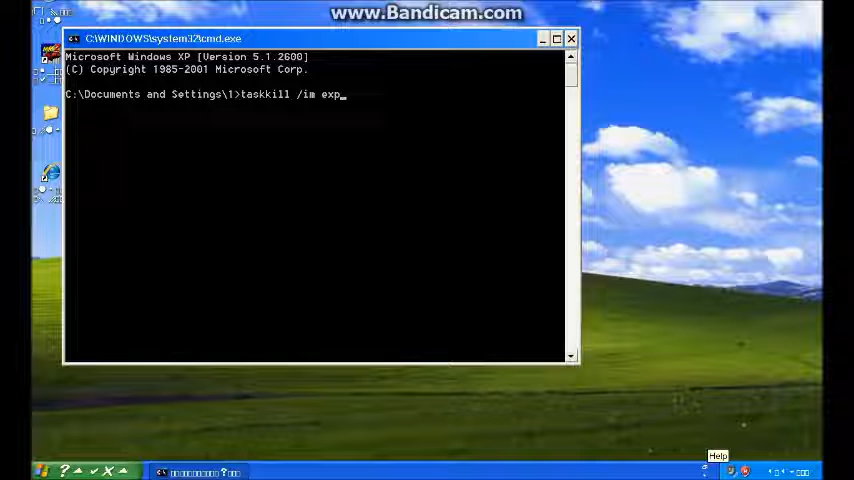 www.Bandicam.com
C:\WINDOWS\system32\cmd.exe
Microsoft Windows XP [Version 5.1.2600]
(C) Copyright 1985-2001 Microsoft Corp.
C:\Documents and Settings\1>taskkill /im exp_
Help